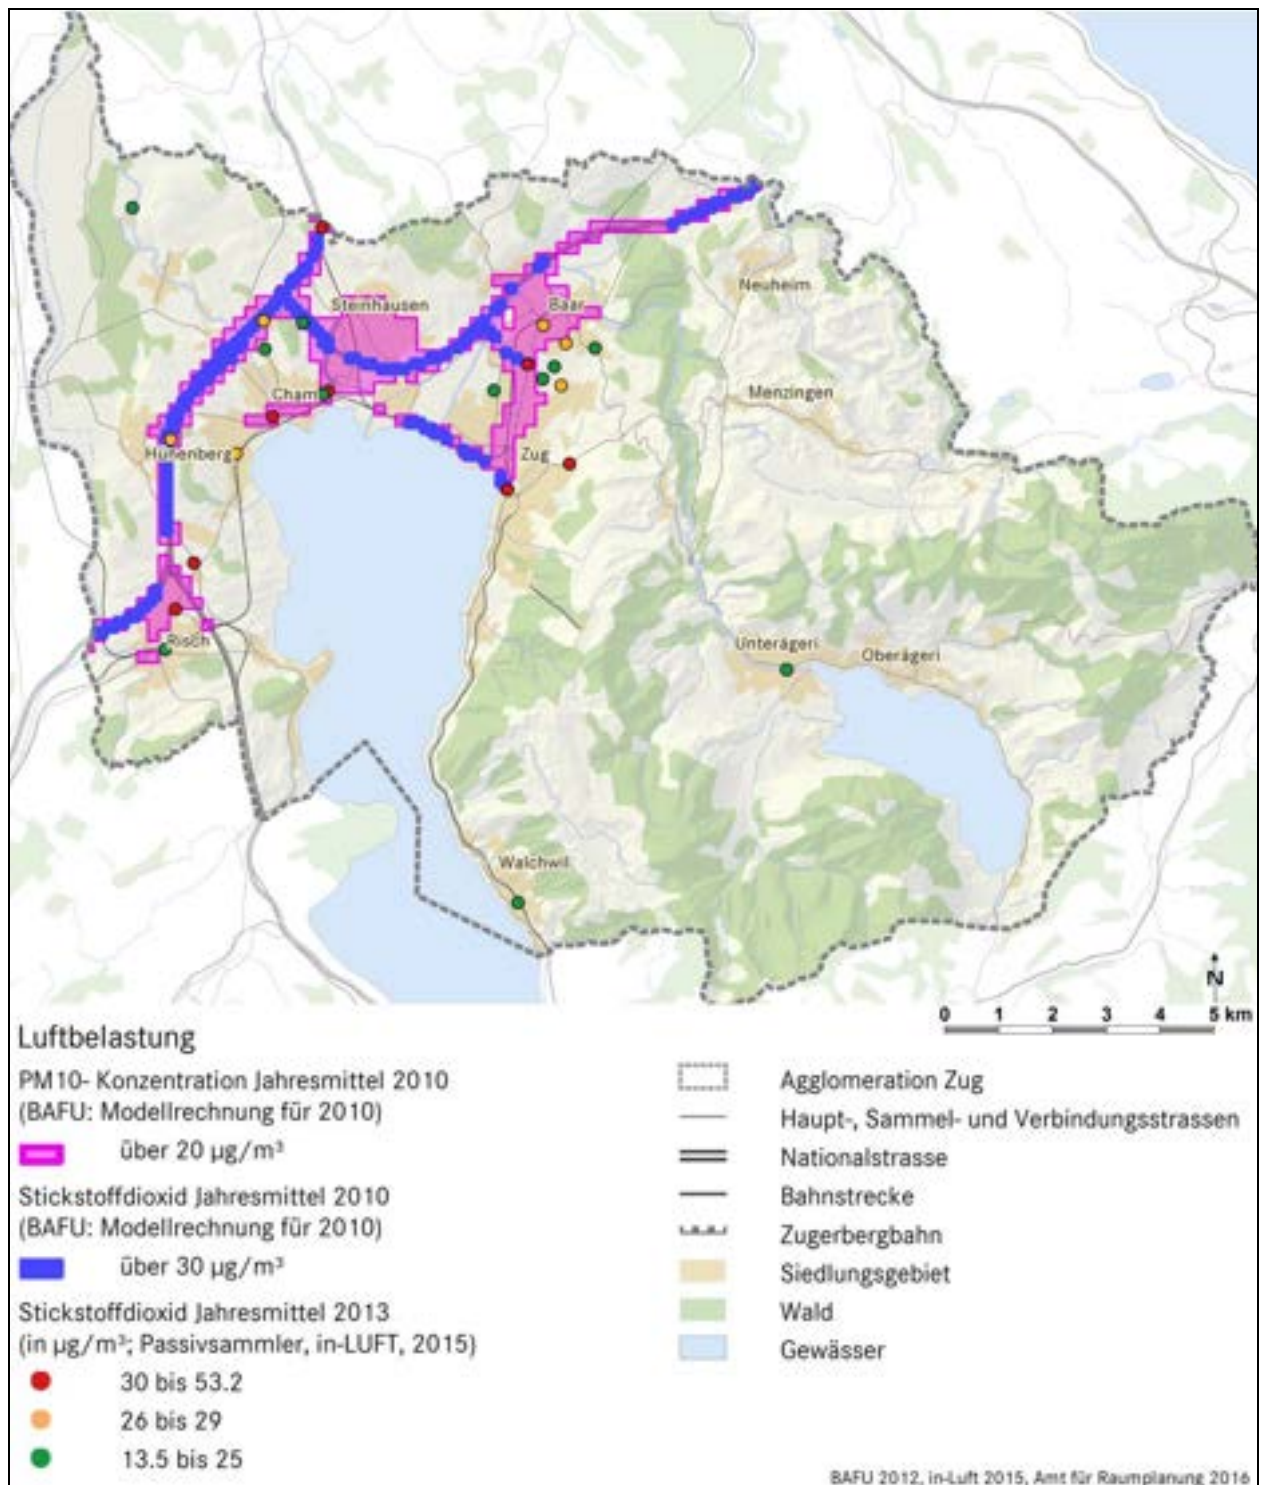 Neuheim
Steinhausen
Baar
Menzingen
Cham
Hünenberg
Zug
Unterägeri
Oberägeri
Risch
Walchwil
N
0 1 2 3 4 5 km
Luftbelastung
PM10- Konzentration Jahresmittel 2010
(BAFU: Modellrechnung für 2010)
über 20 µg/m³
Stickstoffdioxid Jahresmittel 2010
(BAFU: Modellrechnung für 2010)
über 30 µg/m³
Stickstoffdioxid Jahresmittel 2013
(in µg/m³; Passivsammler, in-LUFT, 2015)
30 bis 53.2
26 bis 29
13.5 bis 25
Agglomeration Zug
Haupt-, Sammel- und Verbindungsstrassen
Nationalstrasse
Bahnstrecke
Zugerbergbahn
Siedlungsgebiet
Wald
Gewässer
BAFU 2012, in-Luft 2015, Amt für Raumplanung 2016